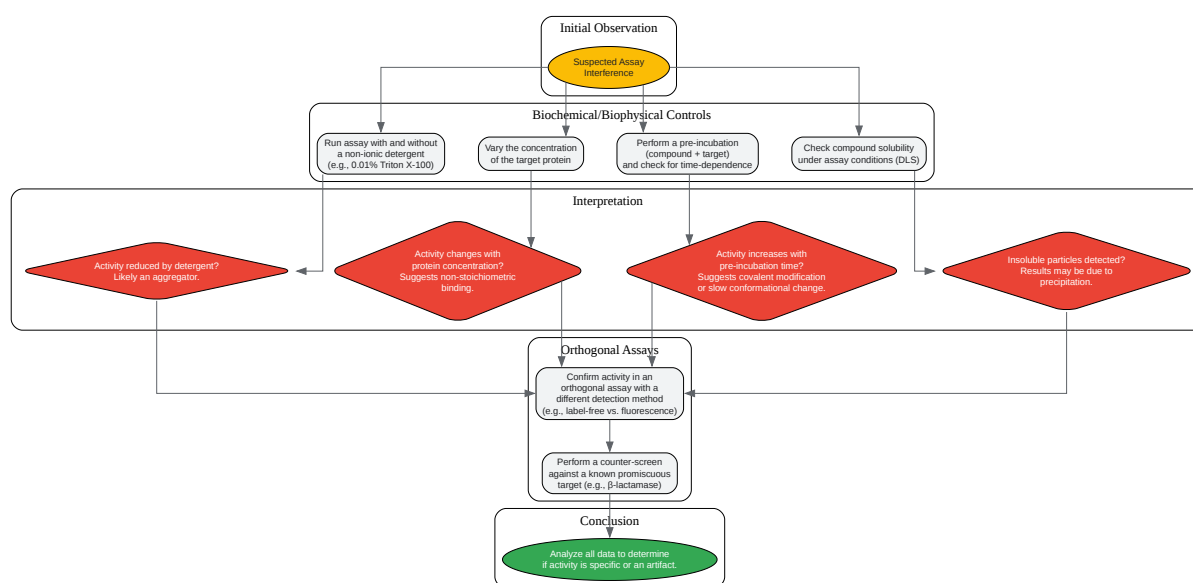 Initial Observation
Suspected Assay
Interference
Biochemical/Biophysical Controls
Run assay with and without
a non-ionic detergent
(e.g., 0.01% Triton X-100)
Vary the concentration
of the target protein
Perform a pre-incubation
(compound + target)
and check for time-dependence
Check compound solubility
under assay conditions (DLS)
Interpretation
Activity reduced by detergent?
Likely an aggregator.
Activity changes with
protein concentration?
Suggests non-stoichiometric
binding.
Activity increases with
pre-incubation time?
Suggests covalent modification
or slow conformational change.
Insoluble particles detected?
Results may be due to
precipitation.
Orthogonal Assays
Confirm activity in an
orthogonal assay with a
different detection method
(e.g., label-free vs. fluorescence)
Perform a counter-screen
against a known promiscuous
target (e.g., β-lactamase)
Conclusion
Analyze all data to determine
if activity is specific or an artifact.